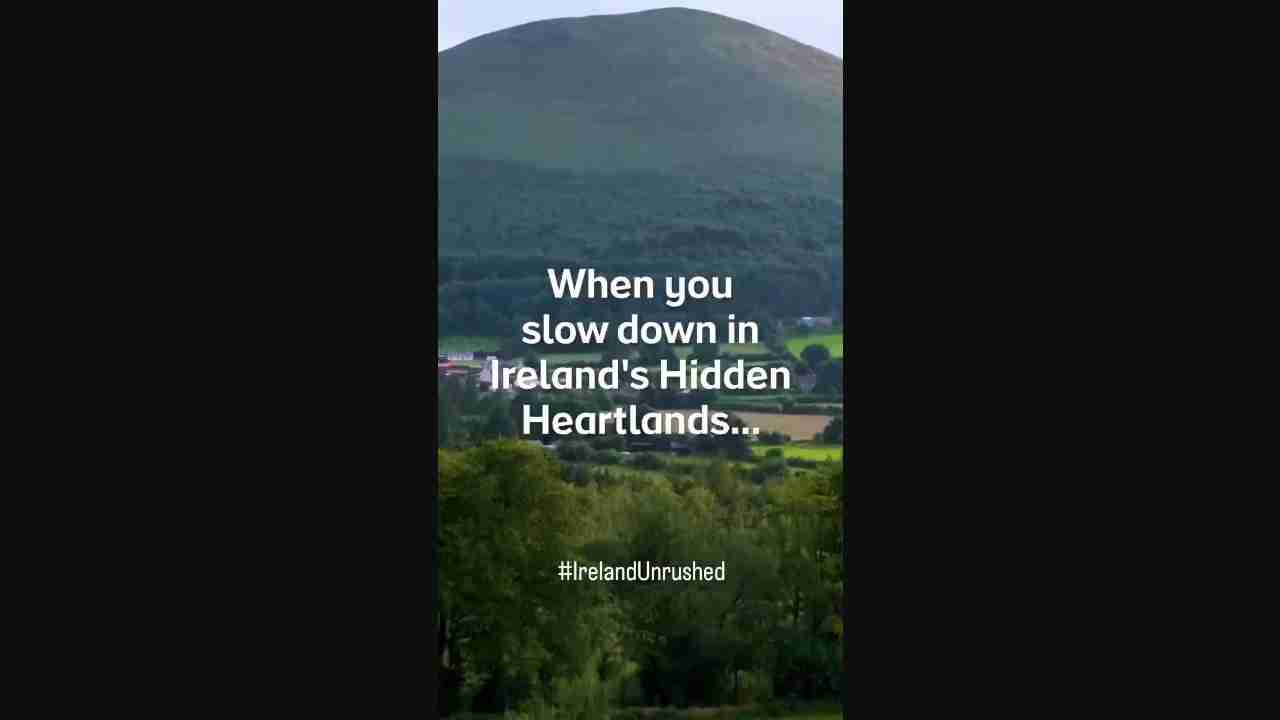 When you
slow down in
Ireland's Hidden
Heartlands...
#IrelandUnrushed